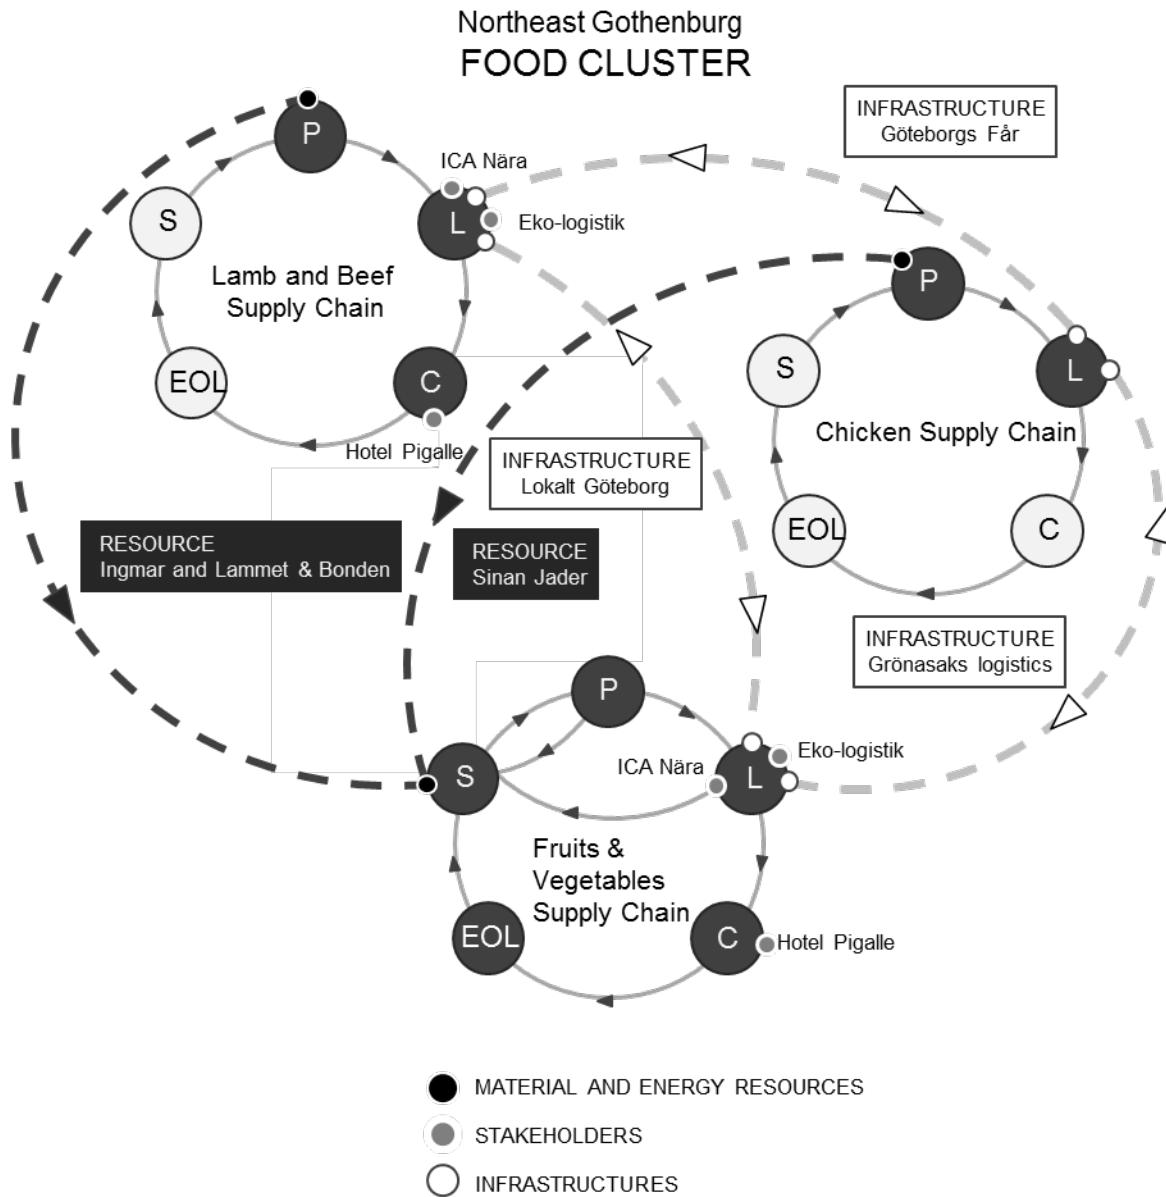 Northeast Gothenburg
FOOD CLUSTER
INFRASTRUCTURE
Göteborgs Får
P
ICA Nära
S
L
Eko-logistik
Lamb and Beef
Supply Chain
EOL
C
Hotel Pigalle
P
S
L
Chicken Supply Chain
EOL
C
INFRASTRUCTURE
Lokalt Göteborg
RESOURCE
Ingmar and Lammet & Bonden
RESOURCE
Sinan Jader
INFRASTRUCTURE
Grönasaks logistics
P
S
ICA Nära
L
Eko-logistik
Fruits &
Vegetables
Supply Chain
EOL
C
Hotel Pigalle
MATERIAL AND ENERGY RESOURCES
STAKEHOLDERS
INFRASTRUCTURES